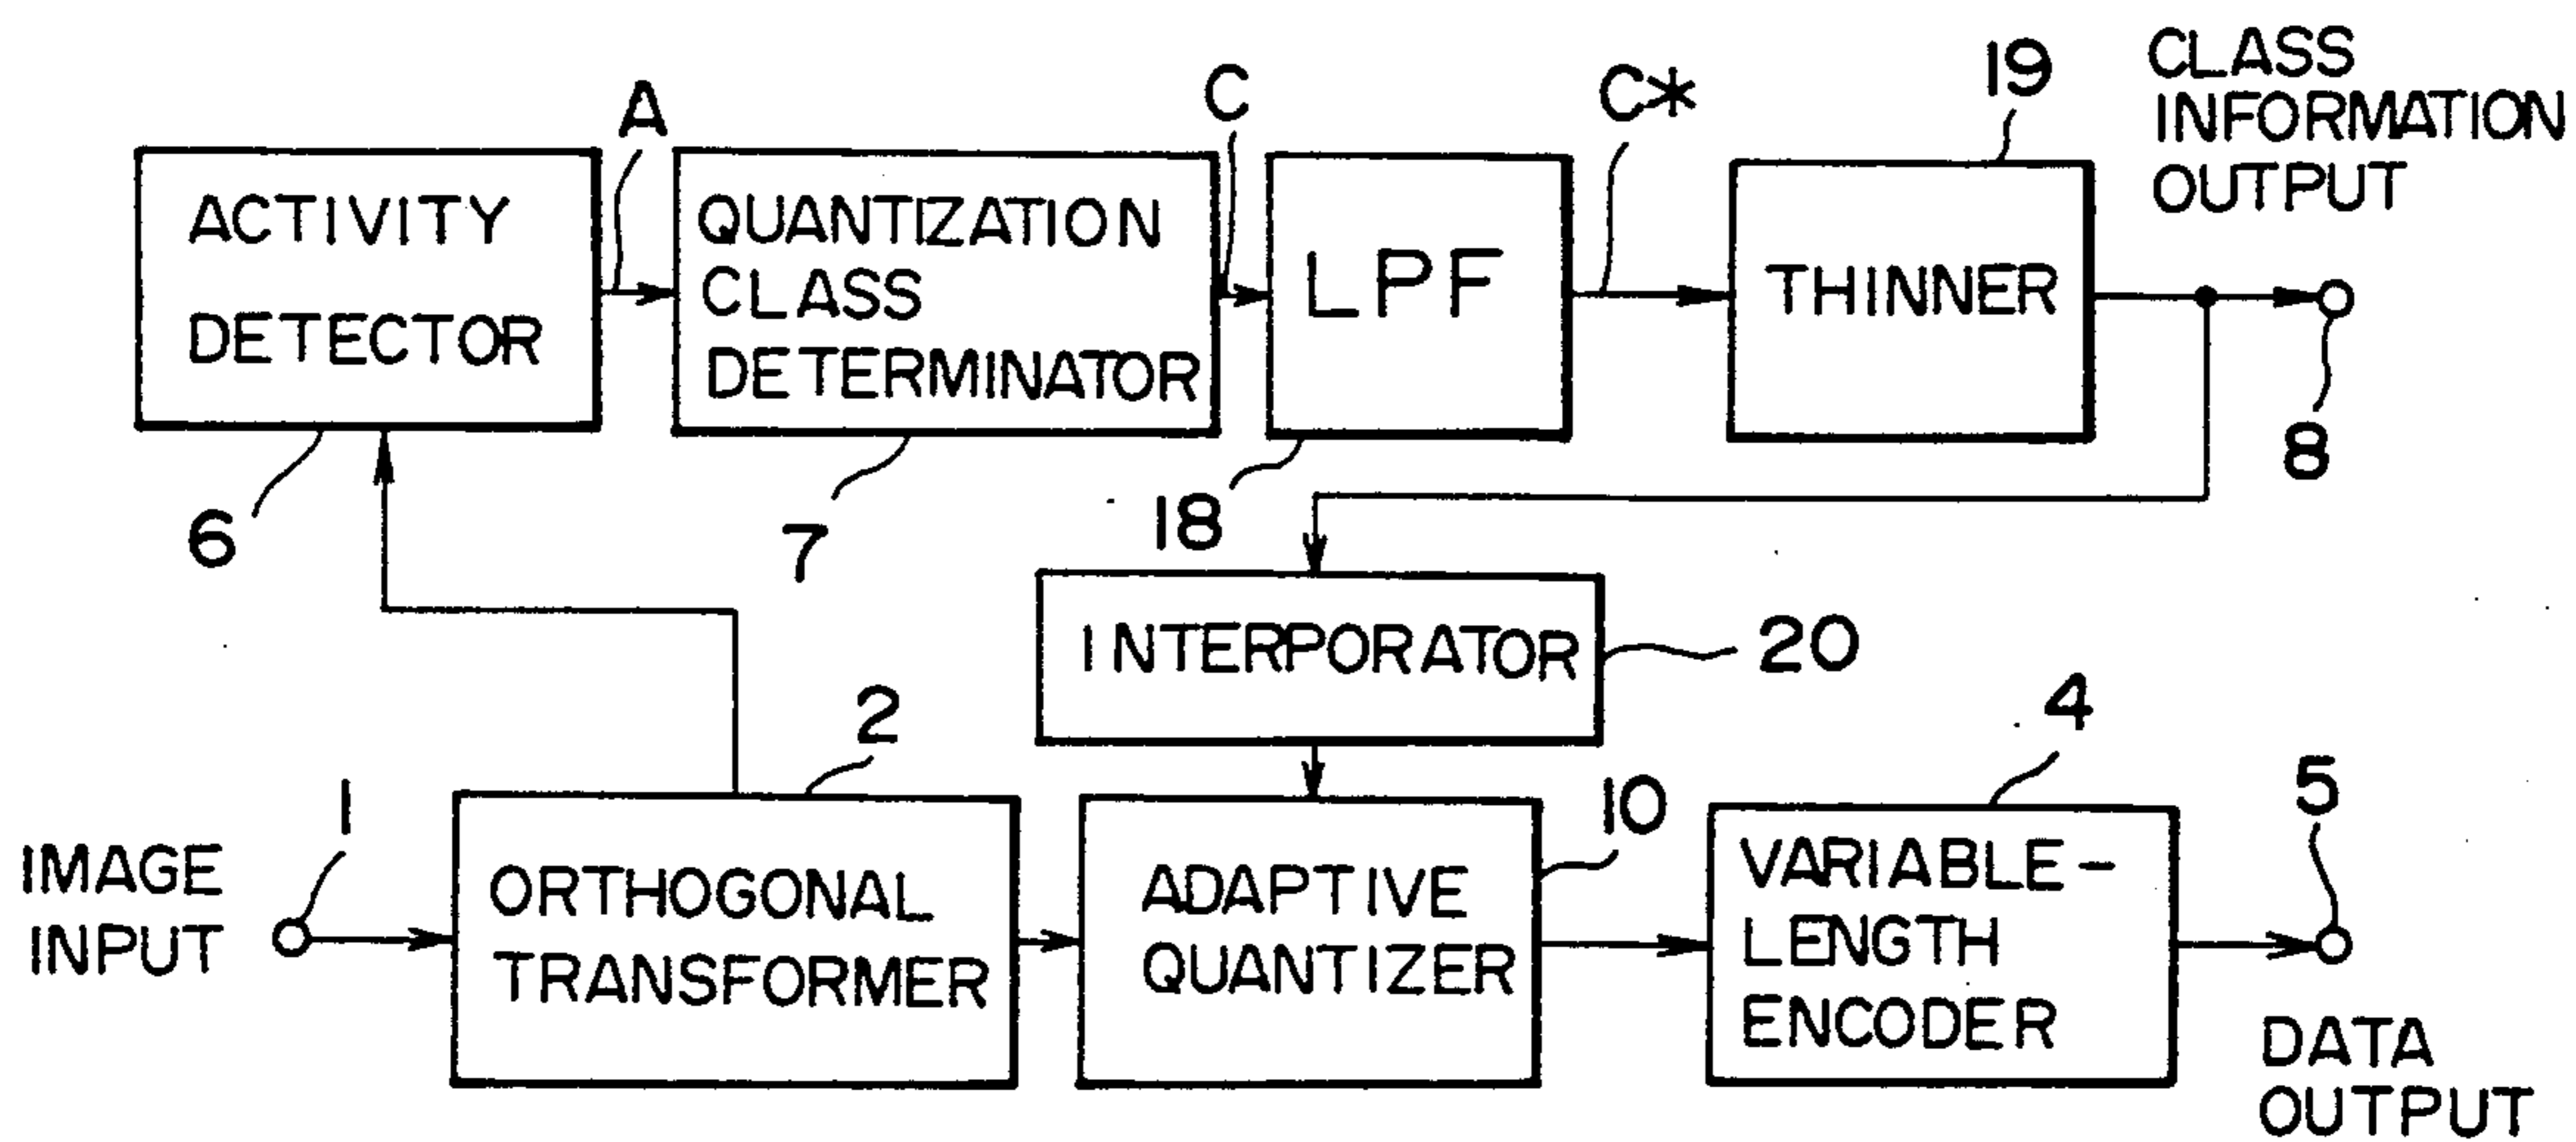 A
C
C*
19
CLASS
INFORMATION
OUTPUT
ACTIVITY
DETECTOR
QUANTIZATION
CLASS
DETERMINATOR
LPF
THINNER
8
6
7
18
INTERPORATOR
20
2
4
1
10
5
IMAGE
INPUT
ORTHOGONAL
TRANSFORMER
ADAPTIVE
QUANTIZER
VARIABLE-
LENGTH
ENCODER
DATA
OUTPUT